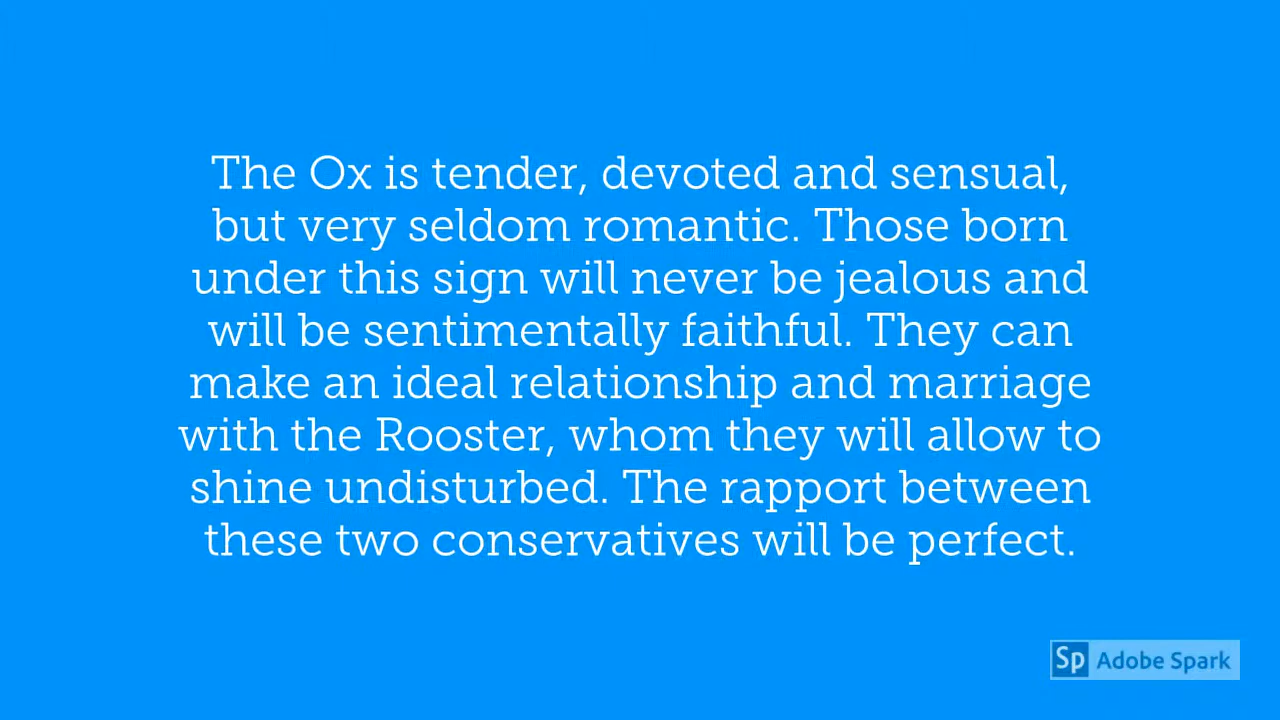 The Ox is tender, devoted and sensual,
but very seldom romantic. Those born
under this sign will never be jealous and
will be sentimentally faithful. They can
make an ideal relationship and marriage
with the Rooster, whom they will allow to
shine undisturbed. The rapport between
these two conservatives will be perfect.
Sp Adobe Spark